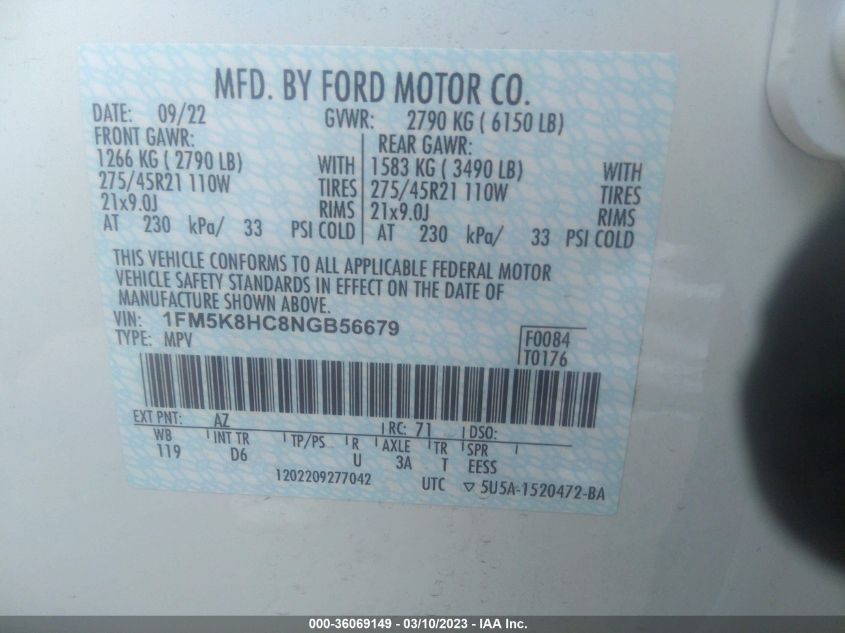 MFD. BY FORD MOTOR CO.
DATE: 09/22 GVWR: 2790 KG ( 6150 LB)
FRONT GAWR: REAR GAWR:
1266 KG ( 2790 LB) WITH 1583 KG ( 3490 LB) WITH
275/45R21 110W TIRES 275/45R21 110W TIRES
21x9.0J RIMS 21x9.0J RIMS
AT 230 kPa/ 33 PSI COLD AT 230 kPa/ 33 PSI COLD
THIS VEHICLE CONFORMS TO ALL APPLICABLE FEDERAL MOTOR
VEHICLE SAFETY STANDARDS IN EFFECT ON THE DATE OF
MANUFACTURE SHOWN ABOVE.
VIN: 1FM5K8HC8NGB56679
TYPE: MPV
F0084
T0176
EXT PNT: AZ RC: 71 DSO:
WB INT TR TP/PS R AXLE TR SPR
119 D6 U 3A T EESS
1202209277042 UTC ▽ 5U5A-1520472-BA
000-36069149 - 03/10/2023 - www.iaai.com.